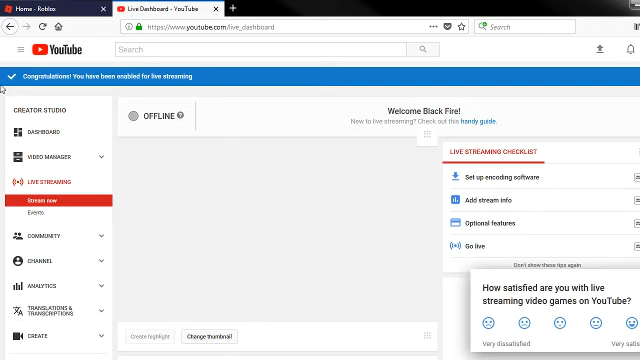 Home - Roblox
Live Dashboard - YouTube
https://www.youtube.com/live_dashboard
Search
YouTube
Search
Congratulations! You have been enabled for live streaming
CREATOR STUDIO
DASHBOARD
VIDEO MANAGER
LIVE STREAMING
Stream now
Events
COMMUNITY
CHANNEL
ANALYTICS
TRANSLATIONS &
TRANSCRIPTIONS
CREATE
OFFLINE
Welcome Black Fire!
New to live streaming? Check out this handy guide.
LIVE STREAMING CHECKLIST
Set up encoding software
Add stream info
Optional features
Go live
Don't show these tips again
How satisfied are you with live
streaming video games on YouTube?
Very dissatisfied
Very satis
Create highlight
Change thumbnail